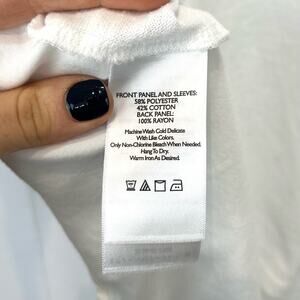 FRONT PANEL AND SLEEVES:
58% POLYESTER
42% COTTON
BACK PANEL:
100% RAYON
Machine Wash Cold Delicate
With Like Colors.
Only Non-Chlorine Bleach When Needed.
Hang To Dry.
Warm Iron As Desired.